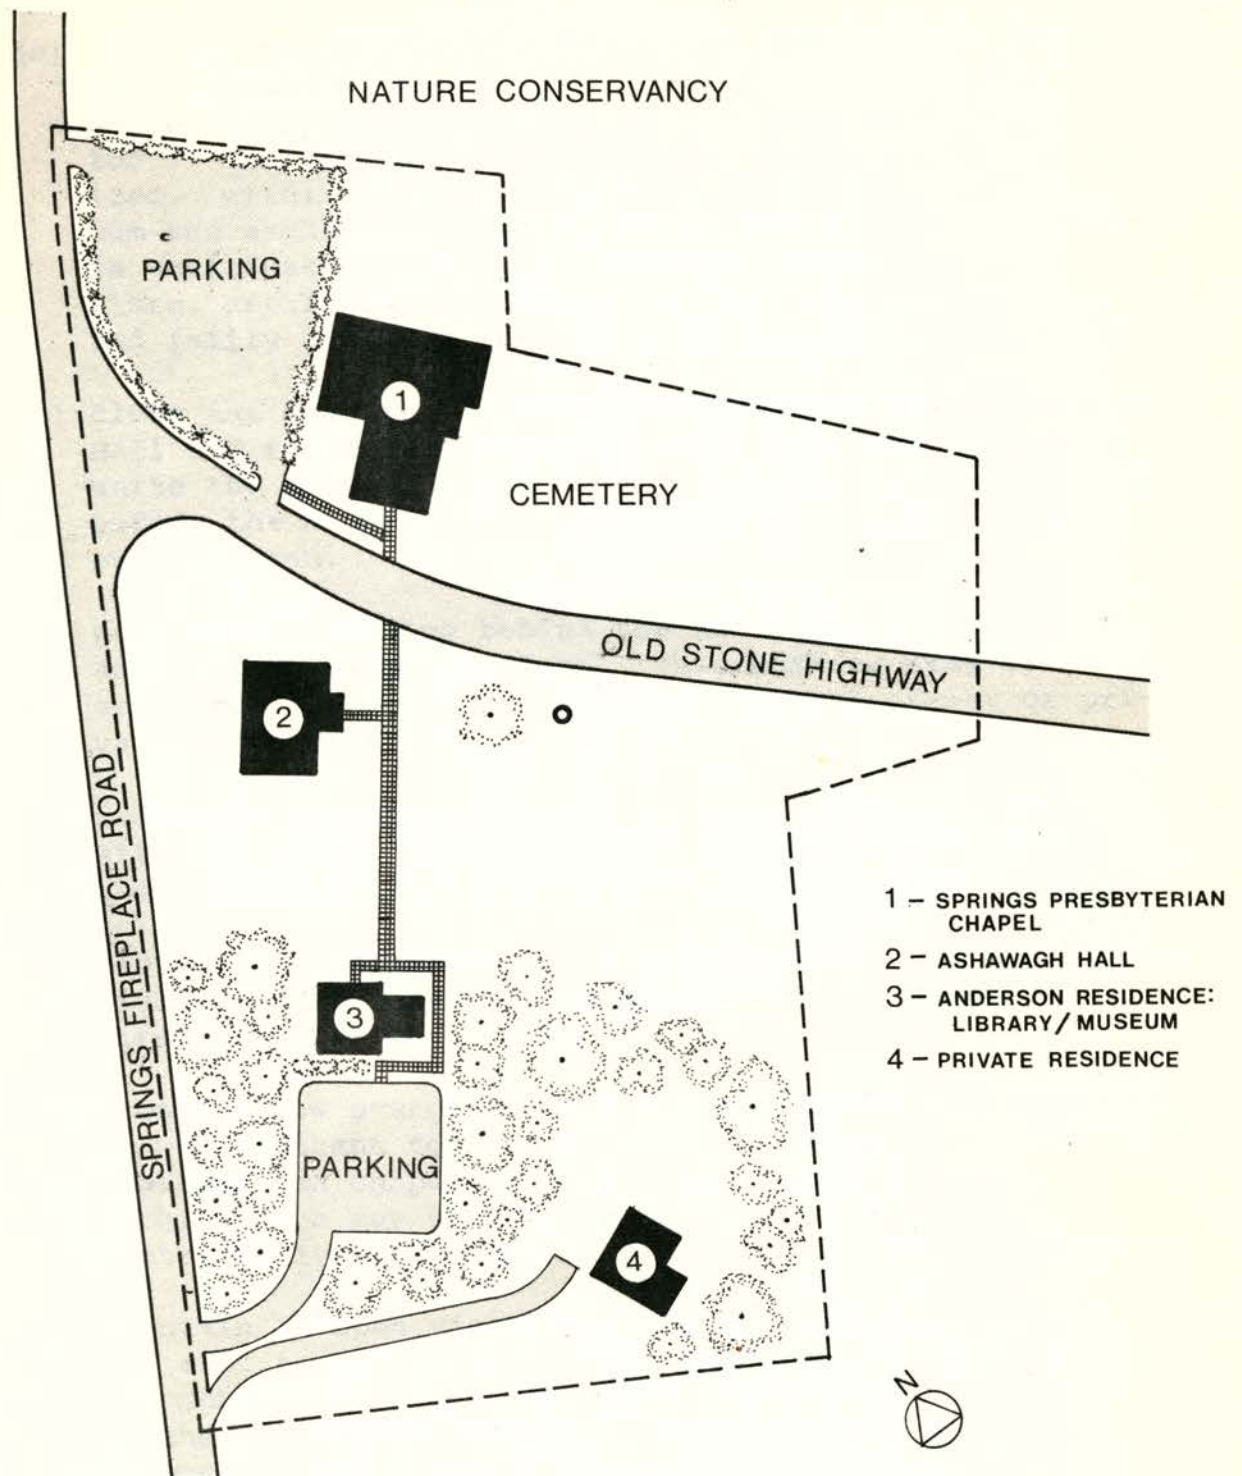 NATURE CONSERVANCY
PARKING
1
CEMETERY
OLD STONE HIGHWAY
2
SPRINGS FIREPLACE ROAD
1 – SPRINGS PRESBYTERIAN
CHAPEL
2 – ASHAWAGH HALL
3 – ANDERSON RESIDENCE:
LIBRARY/MUSEUM
4 – PRIVATE RESIDENCE
3
PARKING
4
N